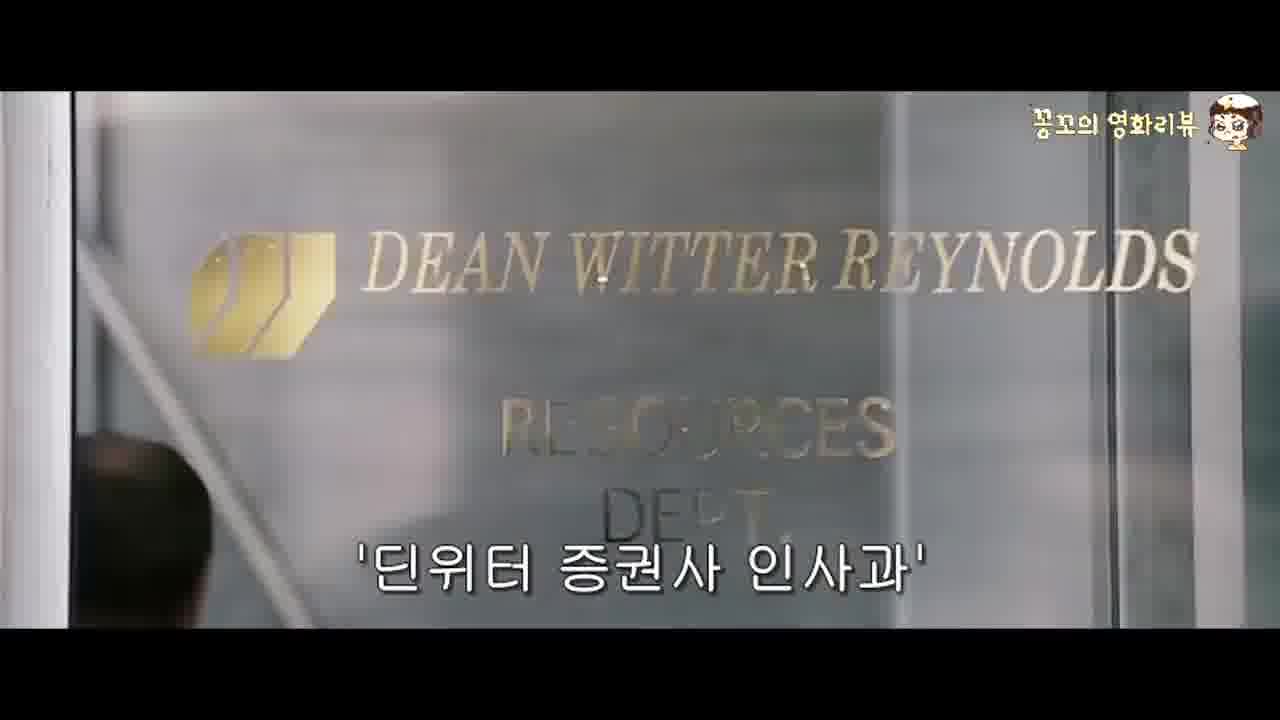 꽁꼬의 영화리뷰
DEAN WITTER REYNOLDS
RESOURCES
DEPT.
'딘위터 증권사 인사과'